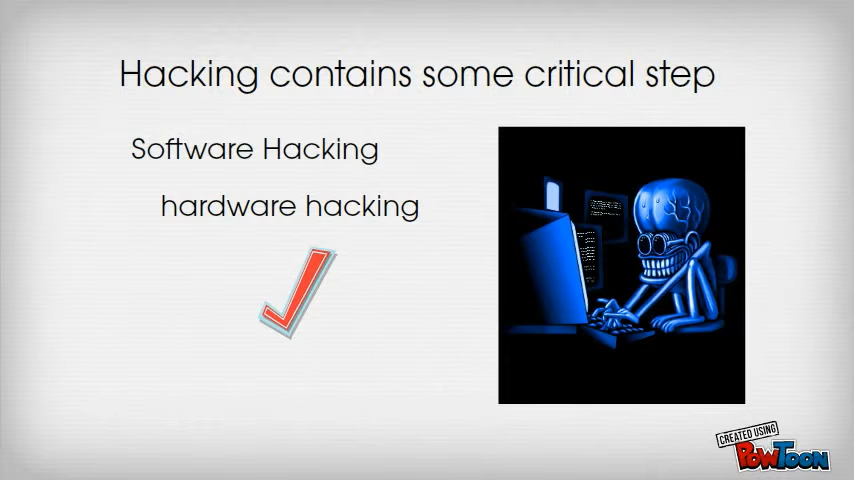 Hacking contains some critical step
Software Hacking
hardware hacking
CREATED USING
POWTOON